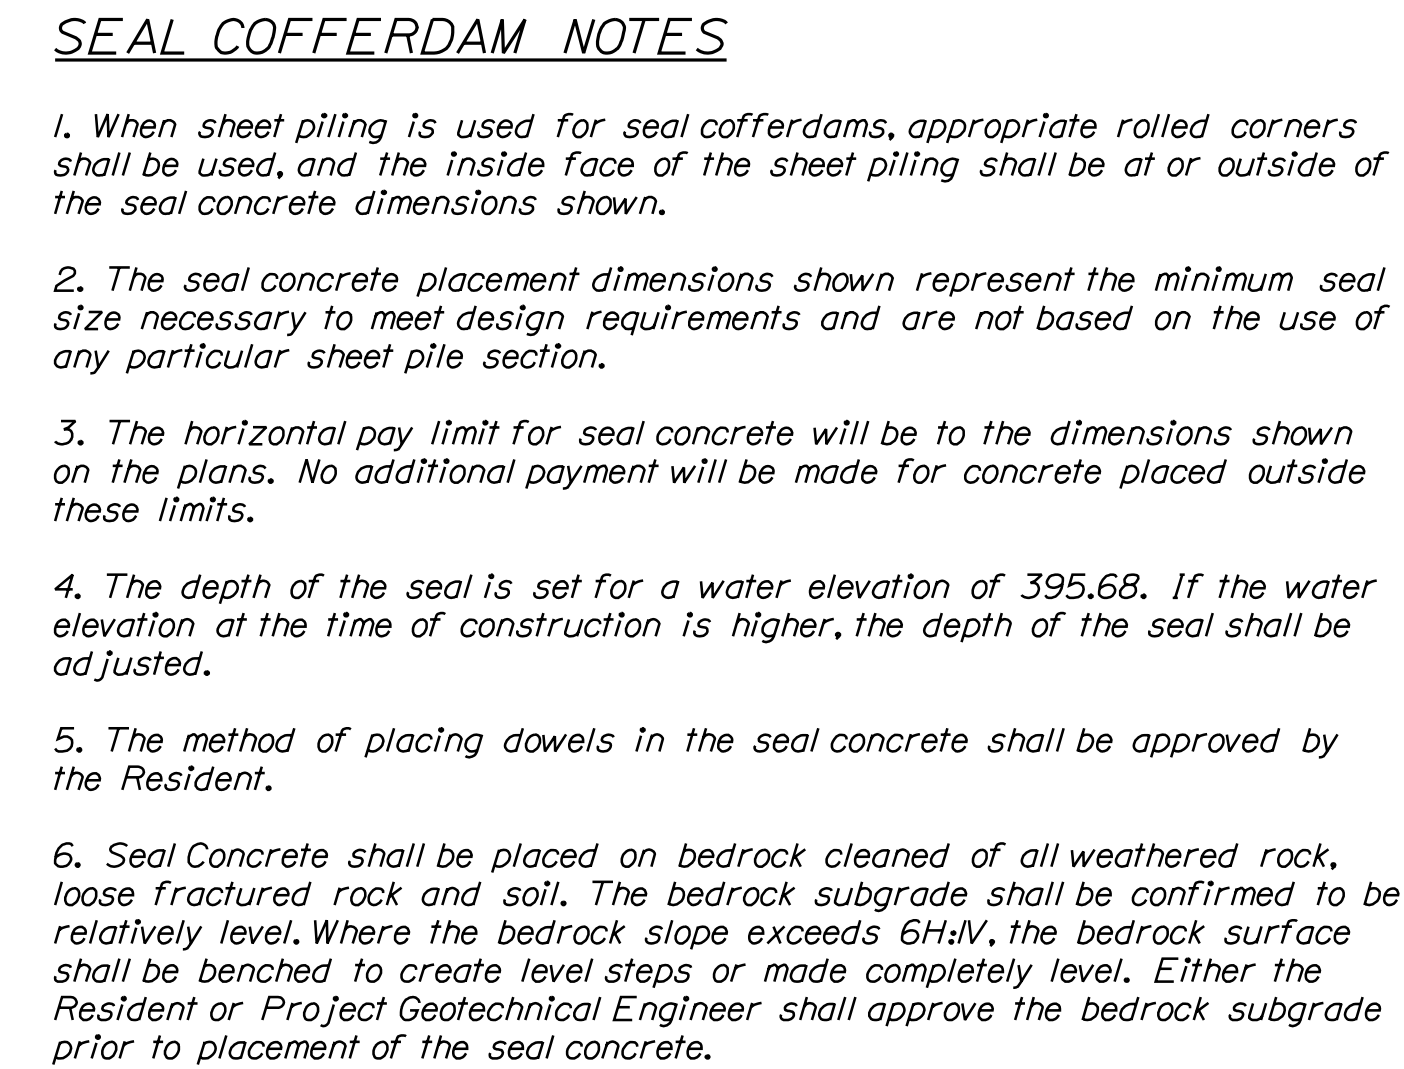 SEAL COFFERDAM NOTES
1. When sheet piling is used for seal cofferdams, appropriate rolled corners
shall be used, and the inside face of the sheet piling shall be at or outside of
the seal concrete dimensions shown.
2. The seal concrete placement dimensions shown represent the minimum seal
size necessary to meet design requirements and are not based on the use of
any particular sheet pile section.
3. The horizontal pay limit for seal concrete will be to the dimensions shown
on the plans. No additional payment will be made for concrete placed outside
these limits.
4. The depth of the seal is set for a water elevation of 395.68. If the water
elevation at the time of construction is higher, the depth of the seal shall be
adjusted.
5. The method of placing dowels in the seal concrete shall be approved by
the Resident.
6. Seal Concrete shall be placed on bedrock cleaned of all weathered rock,
loose fractured rock and soil. The bedrock subgrade shall be confirmed to be
relatively level. Where the bedrock slope exceeds 6H:1V, the bedrock surface
shall be benched to create level steps or made completely level. Either the
Resident or Project Geotechnical Engineer shall approve the bedrock subgrade
prior to placement of the seal concrete.